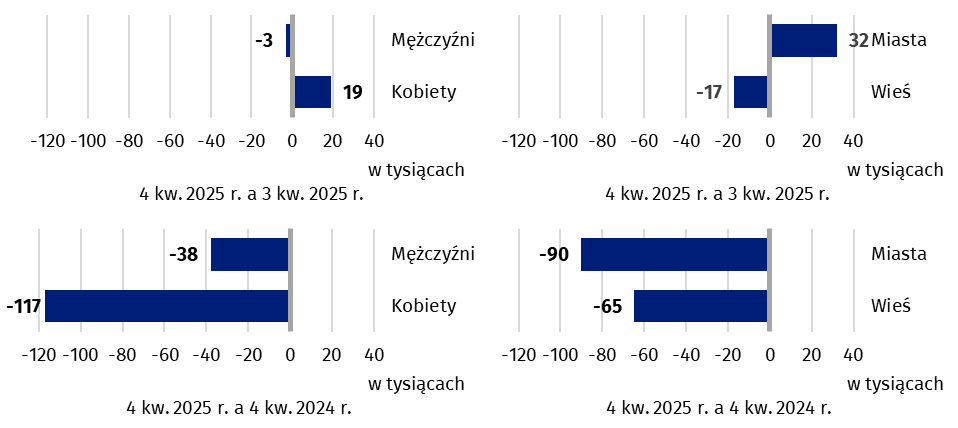 -3 Mężczyźni
19 Kobiety
-120 -100 -80 -60 -40 -20 0 20 40
w tysiącach
4 kw. 2025 r. a 3 kw. 2025 r.
32 Miasta
-17 Wieś
-120 -100 -80 -60 -40 -20 0 20 40
w tysiącach
4 kw. 2025 r. a 3 kw. 2025 r.
-38 Mężczyźni
-117 Kobiety
-120 -100 -80 -60 -40 -20 0 20 40
w tysiącach
4 kw. 2025 r. a 4 kw. 2024 r.
-90 Miasta
-65 Wieś
-120 -100 -80 -60 -40 -20 0 20 40
w tysiącach
4 kw. 2025 r. a 4 kw. 2024 r.